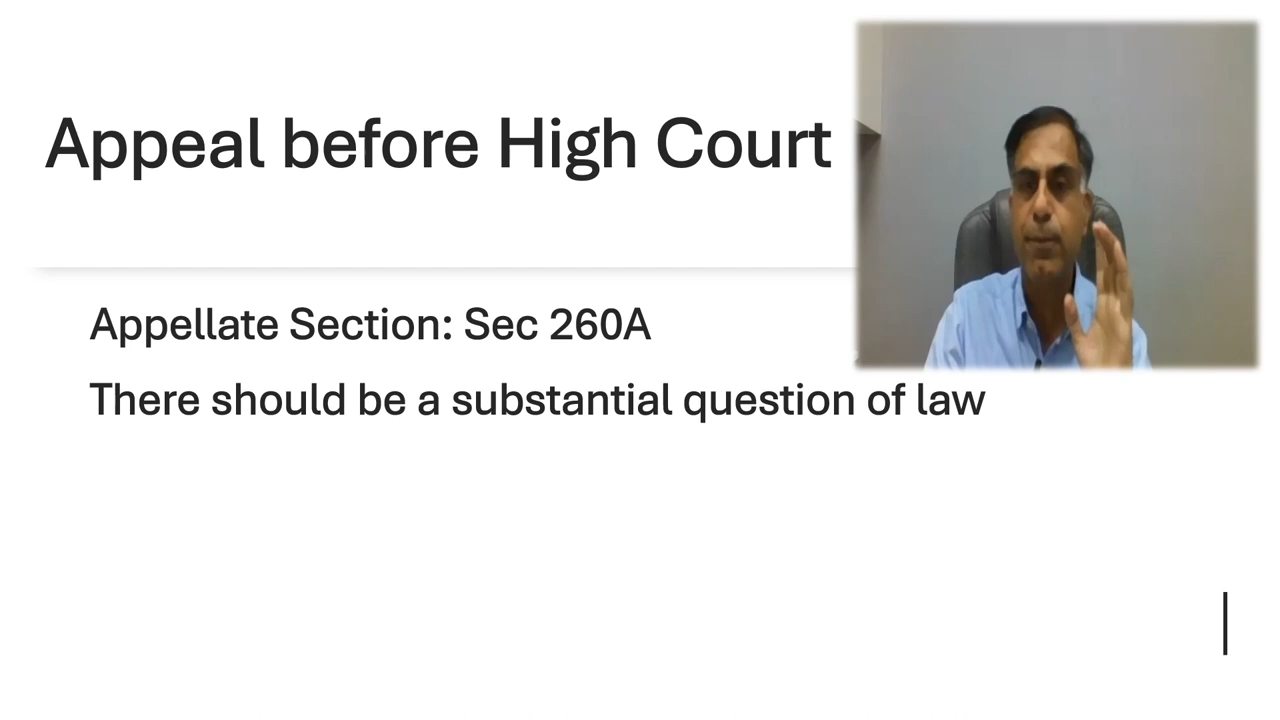 Appeal before High Court
Appellate Section: Sec 260A
There should be a substantial question of law